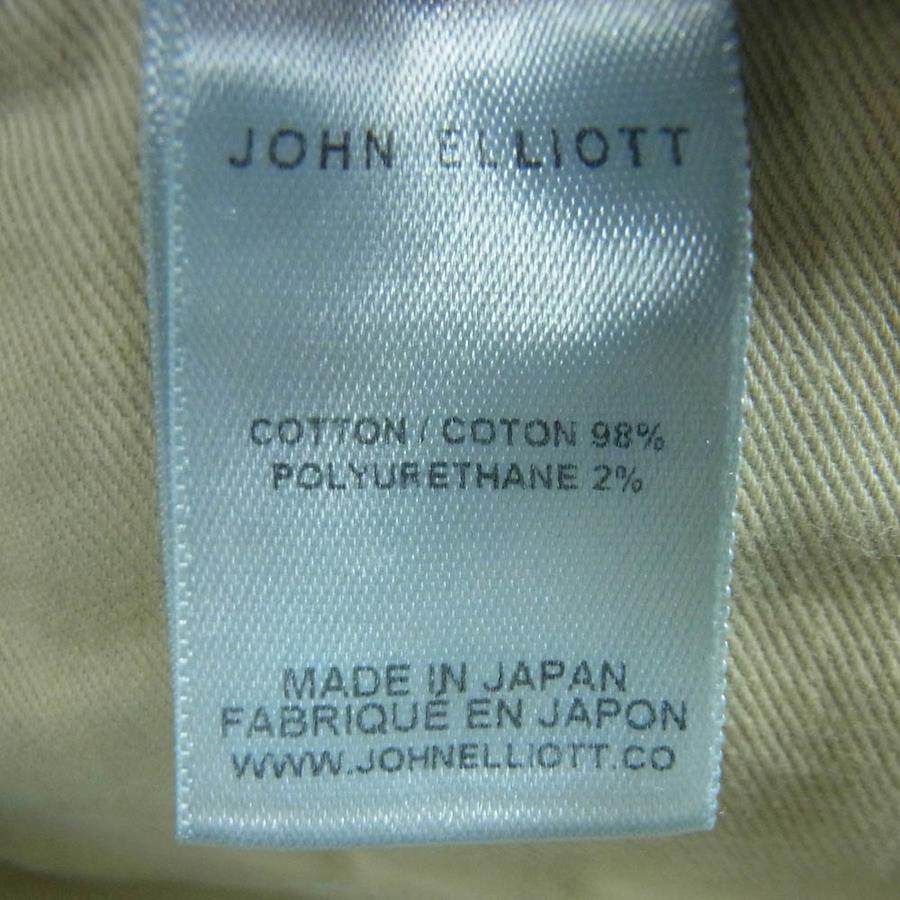 JOHN ELLIOTT
COTTON / COTON 98%
POLYURETHANE 2%
MADE IN JAPAN
FABRIQUÉ EN JAPON
WWW.JOHNELLIOTT.CO